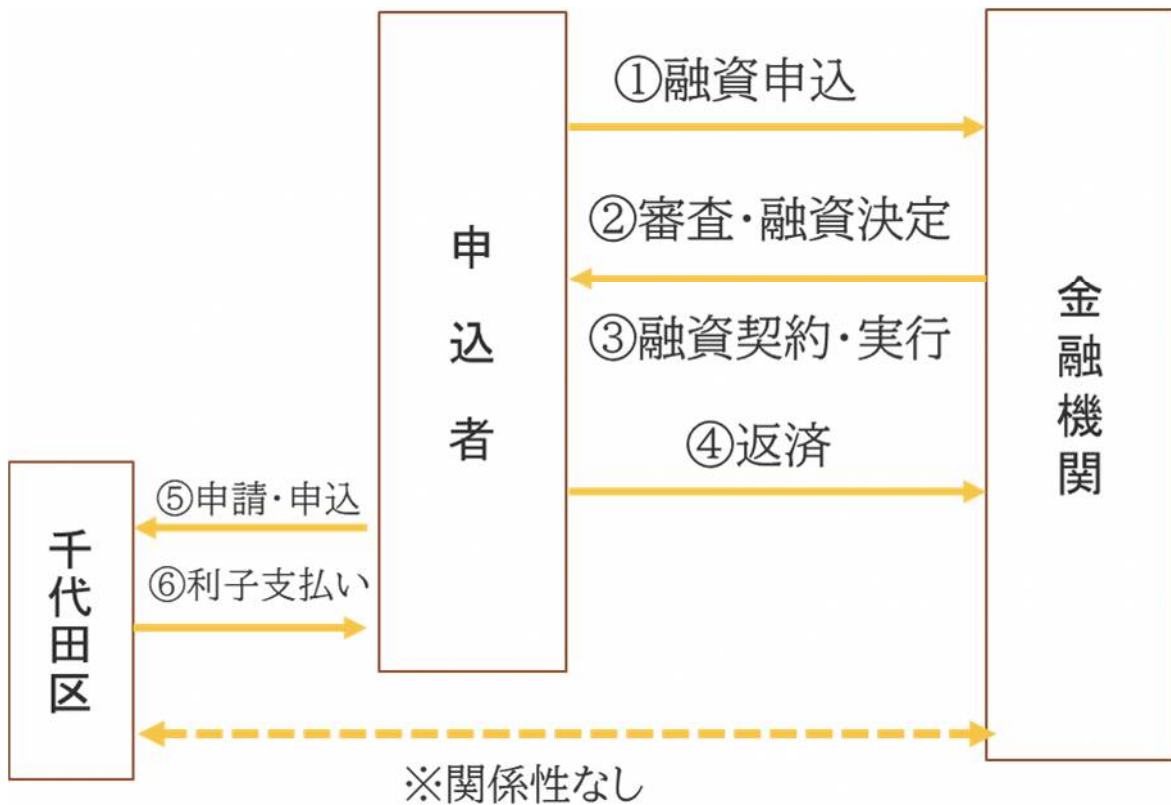 ①融資申込
②審査・融資決定
③融資契約・実行
④返済
申込者
金融機関
⑤申請・申込
⑥利子支払い
千代田区
※関係性なし